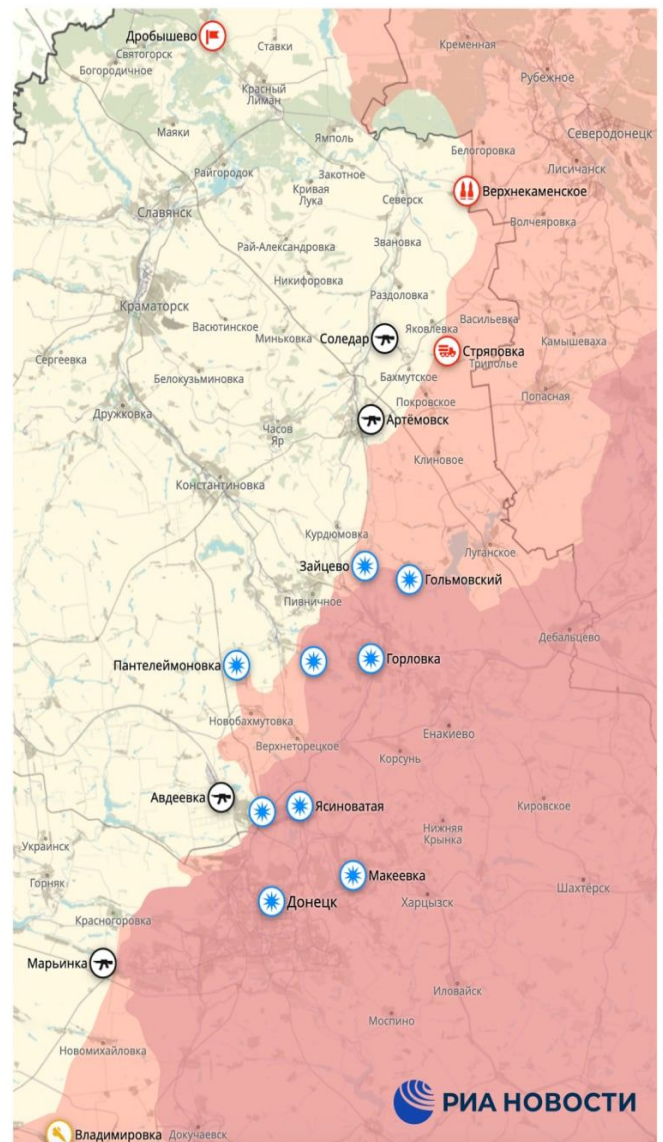 Дробышево
Ставки
Кременная
Святогорск
Богородичное
Рубежное
Красный
Лиман
Маяки
Ямполь
Северодонецк
Белогоровка
Райгородок
Закотное
Лисичанск
Кривая
Лука
Северск
Верхнекаменское
Славянск
Волчеяровка
Рай-Александровка
Звановка
Никифоровка
Раздоловка
Краматорск
Васютинское
Миньковка
Соледар
Яковлевка
Васильевка
Камышеваха
Сергеевка
Стряповка
Триполье
Белокузьминовка
Бахмутское
Попасная
Покровское
Дружковка
Артёмовск
Часов
Яр
Клиновое
Константиновка
Курдюмовка
Луганское
Зайцево
Гольмовский
Пивничное
Дебальцево
Пантелеймоновка
Горловка
Новобахмутовка
Верхнеторецкое
Енакиево
Корсунь
Авдеевка
Ясиноватая
Кировское
Нижняя
Крынка
Украинск
Макеевка
Горняк
Шахтёрск
Донецк
Харцызск
Красногоровка
Марьинка
Иловайск
Моспино
Новомихайловка
РИА НОВОСТИ
Владимировка
Докучаевск